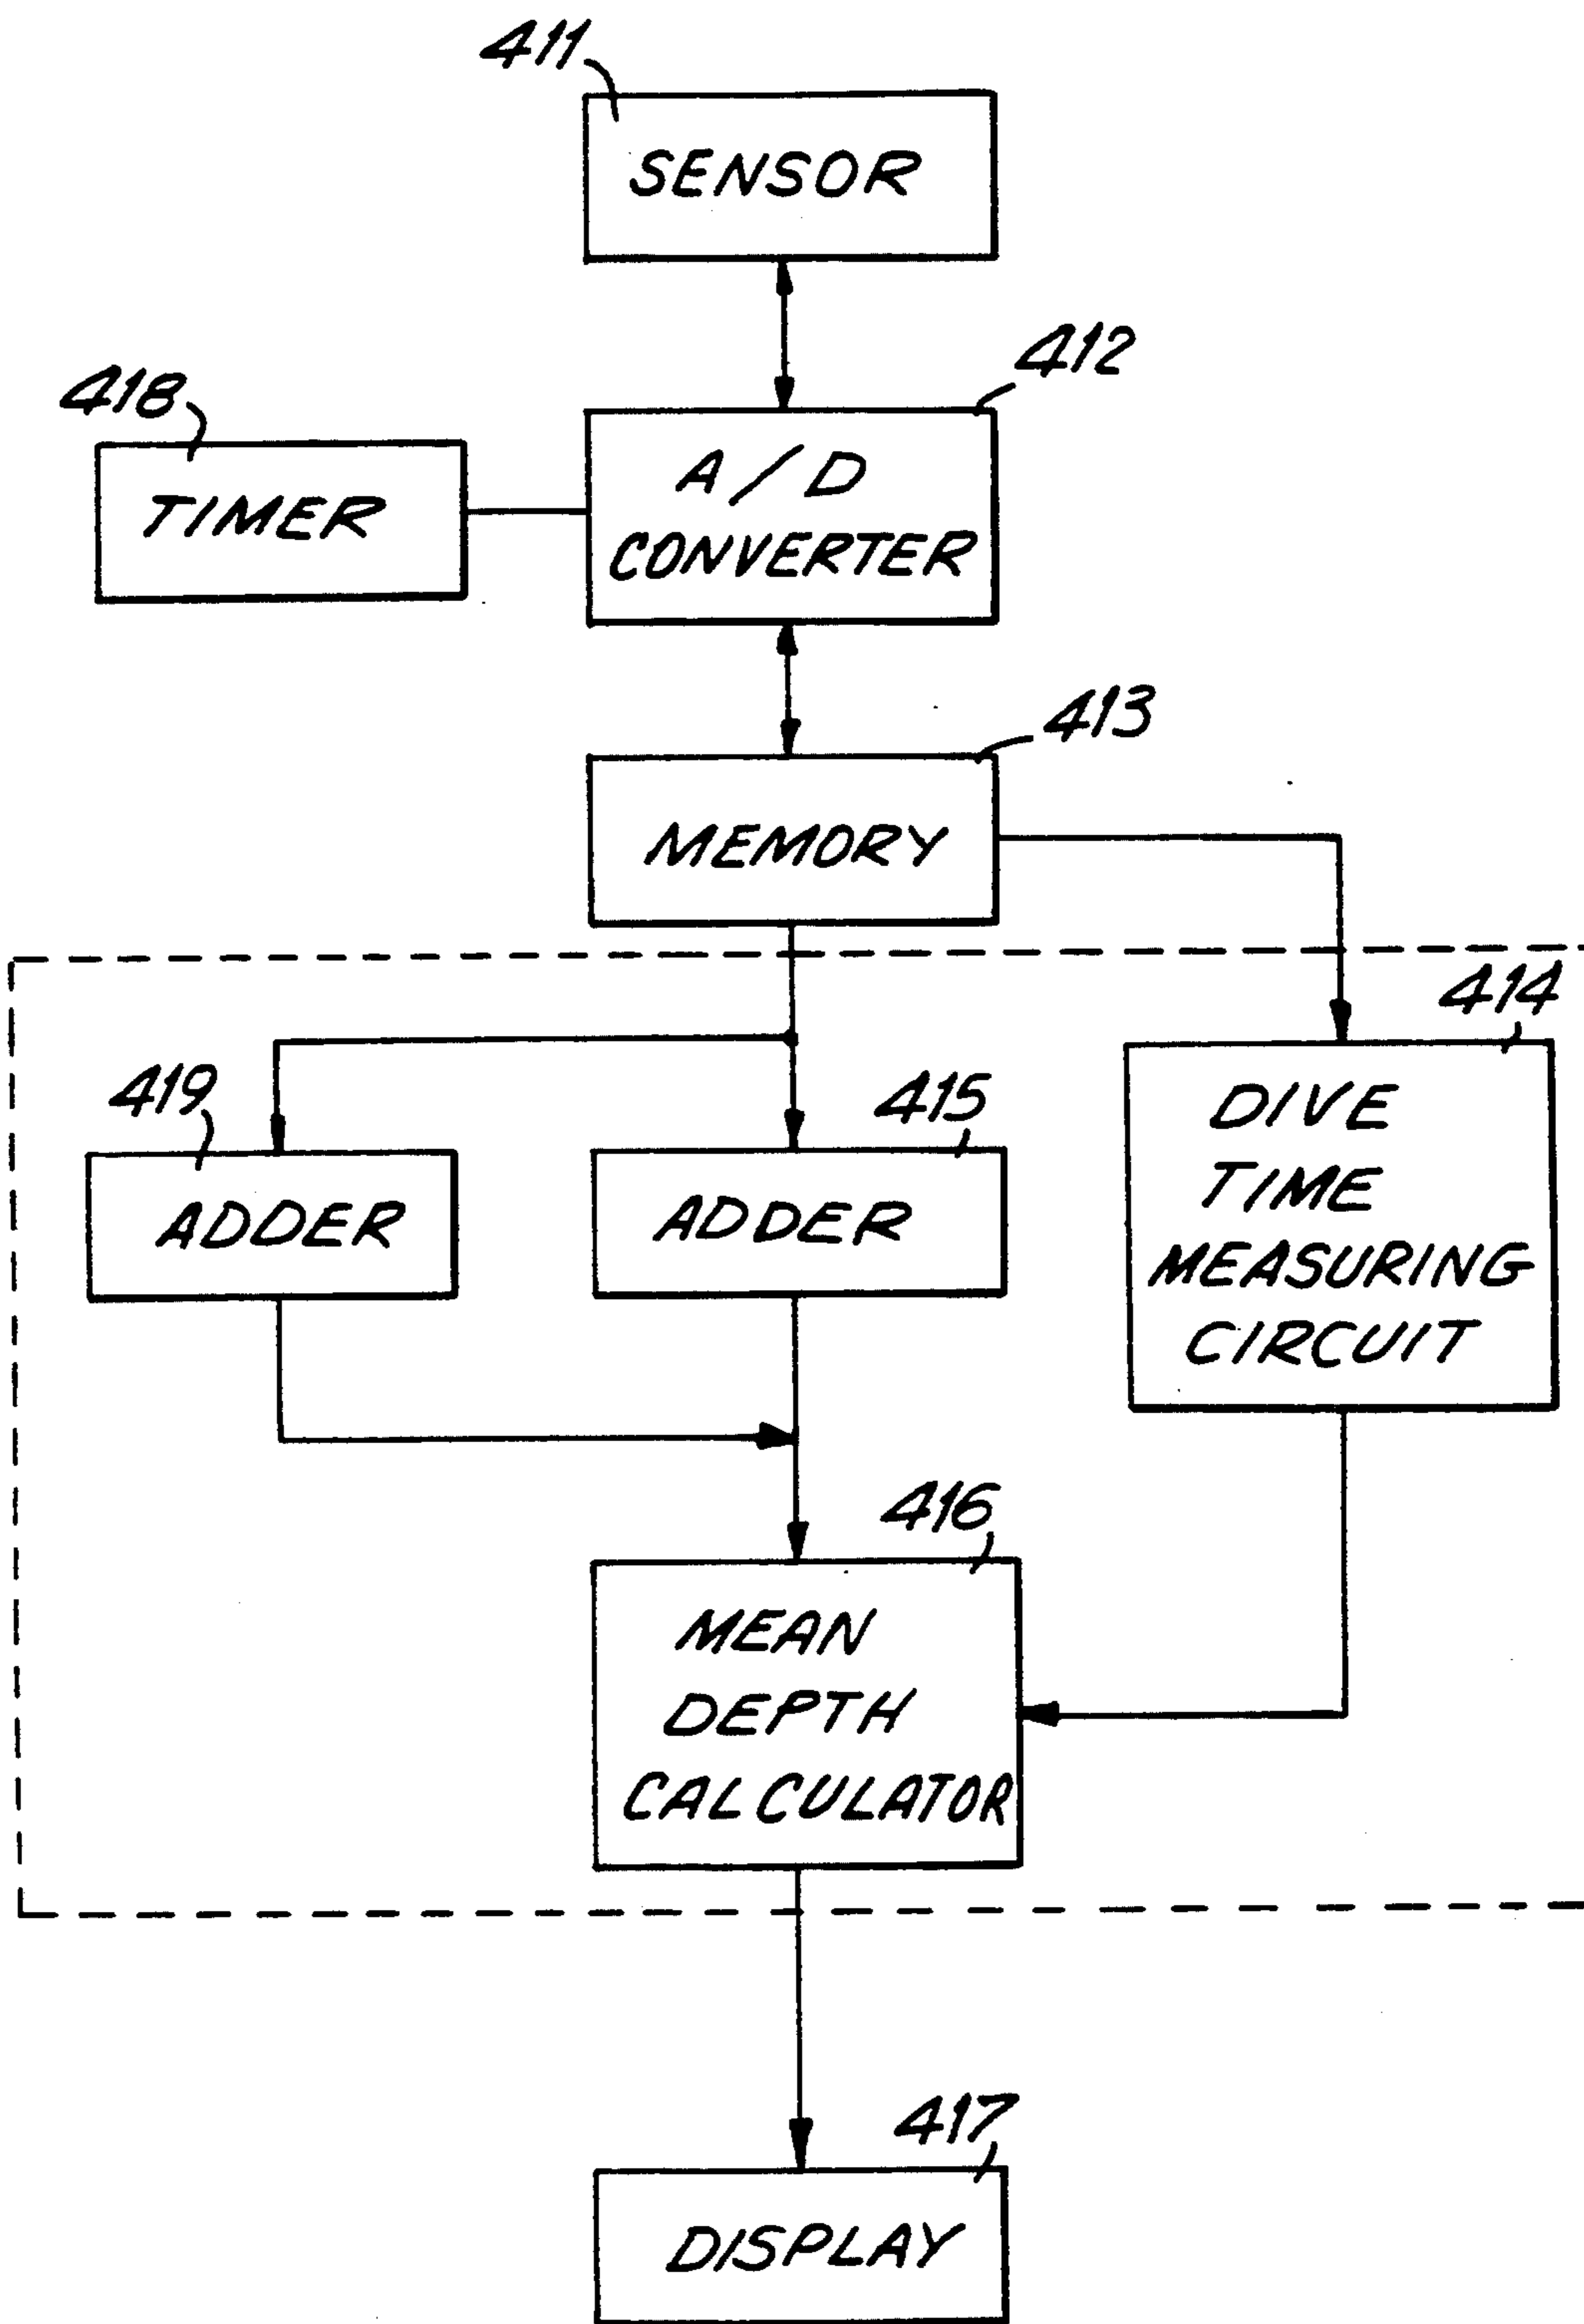 411
SENSOR
412
418
A/D
TIMER
CONVERTER
413
MEMORY
414
419
415
DIVE
TIME
ADDER
ADDER
MEASURING
CIRCUIT
416
MEAN
DEPTH
CALCULATOR
417
DISPLAY